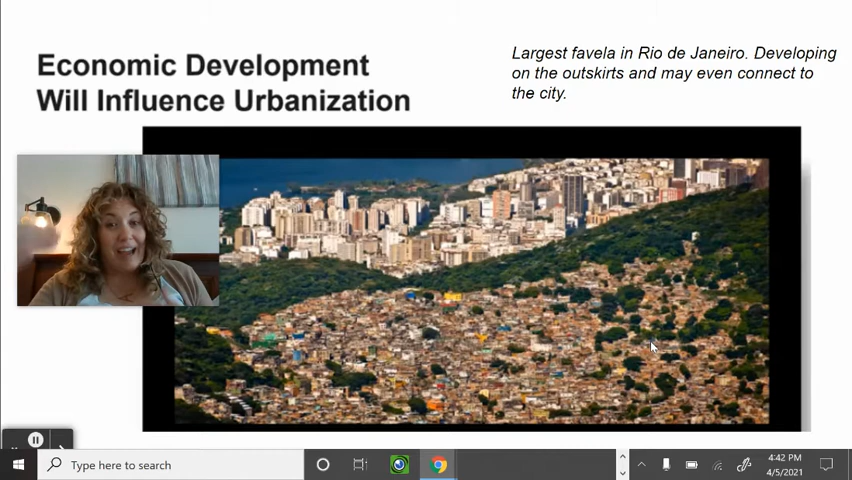 Economic Development
Will Influence Urbanization
Largest favela in Rio de Janeiro. Developing
on the outskirts and may even connect to
the city.
Type here to search
4:42 PM
4/5/2021